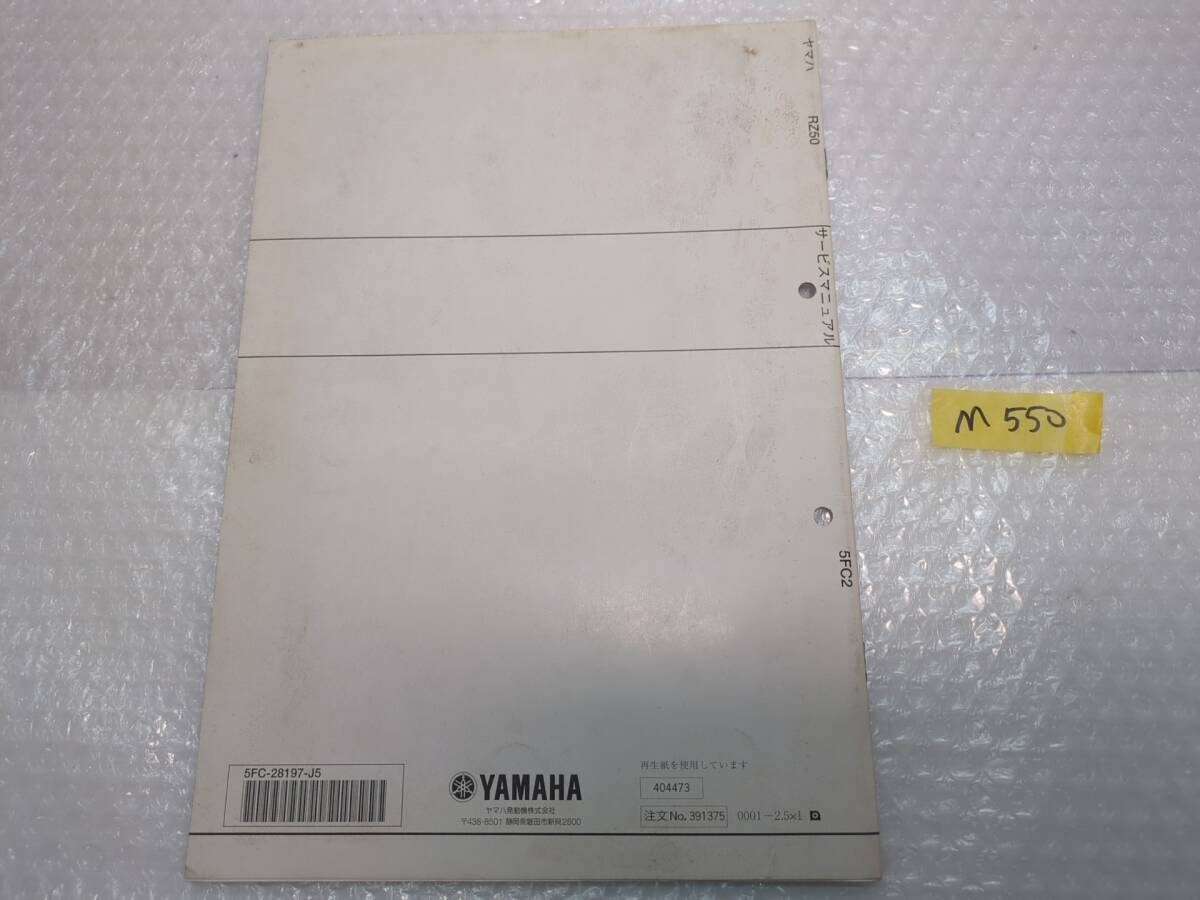 ヤマハ
RZ50
サービスマニュアル
M 550
5FC2
5FC-28197-J5
YAMAHA
ヤマハ発動機株式会社
〒438-8501 静岡県磐田市新貝2500
再生紙を使用しています
404473
注文No.391375 0001-2.5×1 D